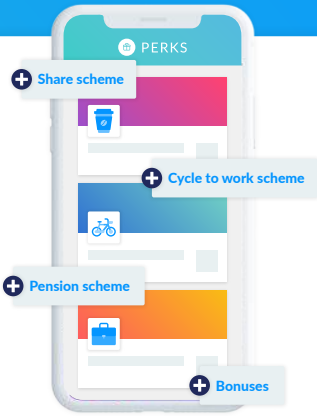 PERKS
Share scheme
Cycle to work scheme
Pension scheme
Bonuses